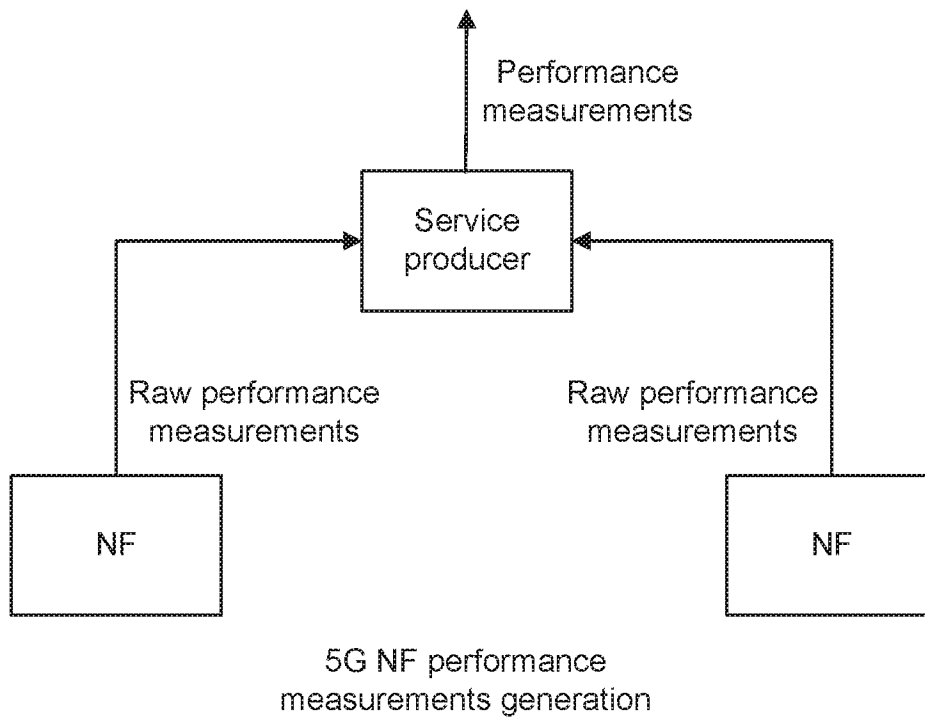 Performance
measurements
Service
producer
Raw performance
measurements
Raw performance
measurements
NF
NF
5G NF performance
measurements generation